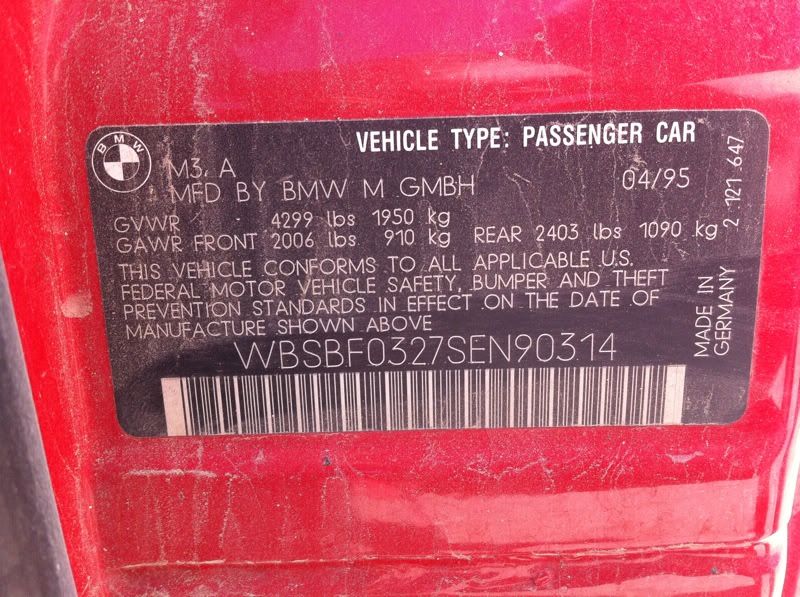 BMW
VEHICLE TYPE: PASSENGER CAR
M3, A
MFD BY BMW M GMBH 04/95
GVWR 4299 lbs 1950 kg
GAWR FRONT 2006 lbs 910 kg REAR 2403 lbs 1090 kg
THIS VEHICLE CONFORMS TO ALL APPLICABLE U.S.
FEDERAL MOTOR VEHICLE SAFETY, BUMPER AND THEFT
PREVENTION STANDARDS IN EFFECT ON THE DATE OF
MANUFACTURE SHOWN ABOVE
WBSBF0327SEN90314
2 121 647
MADE IN
GERMANY